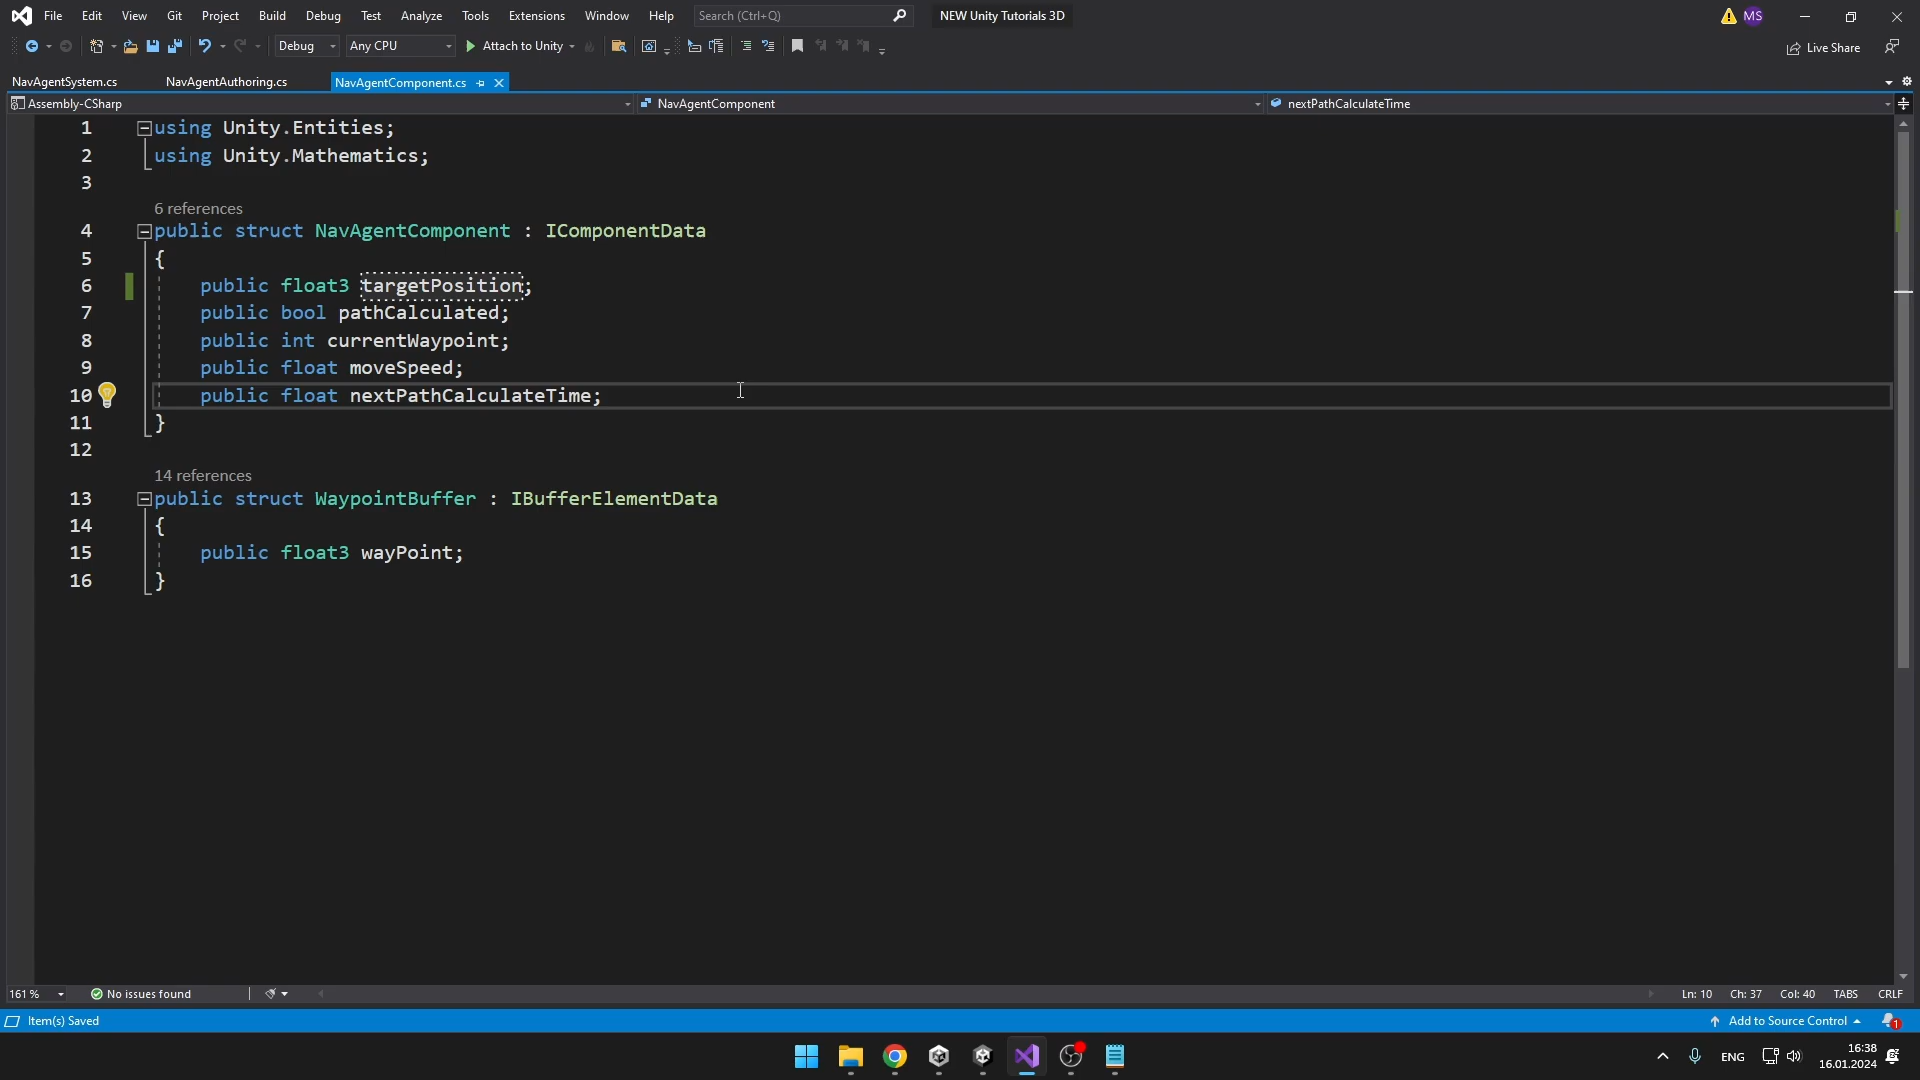 File Edit View Git Project Build Debug Test Analyze Tools Extensions Window Help Search (Ctrl+Q) NEW Unity Tutorials 3D MS
Debug Any CPU Attach to Unity Live Share
NavAgentSystem.cs NavAgentAuthoring.cs NavAgentComponent.cs
Assembly-CSharp NavAgentComponent nextPathCalculateTime
1 using Unity.Entities;
2 using Unity.Mathematics;
3
6 references
4 public struct NavAgentComponent : IComponentData
5 {
6 public float3 targetPosition;
7 public bool pathCalculated;
8 public int currentWaypoint;
9 public float moveSpeed;
10 public float nextPathCalculateTime;
11 }
12
14 references
13 public struct WaypointBuffer : IBufferElementData
14 {
15 public float3 wayPoint;
16 }
161 % No issues found Ln: 10 Ch: 37 Col: 40 TABS CRLF
Item(s) Saved Add to Source Control 1
ENG 16:38
16.01.2024